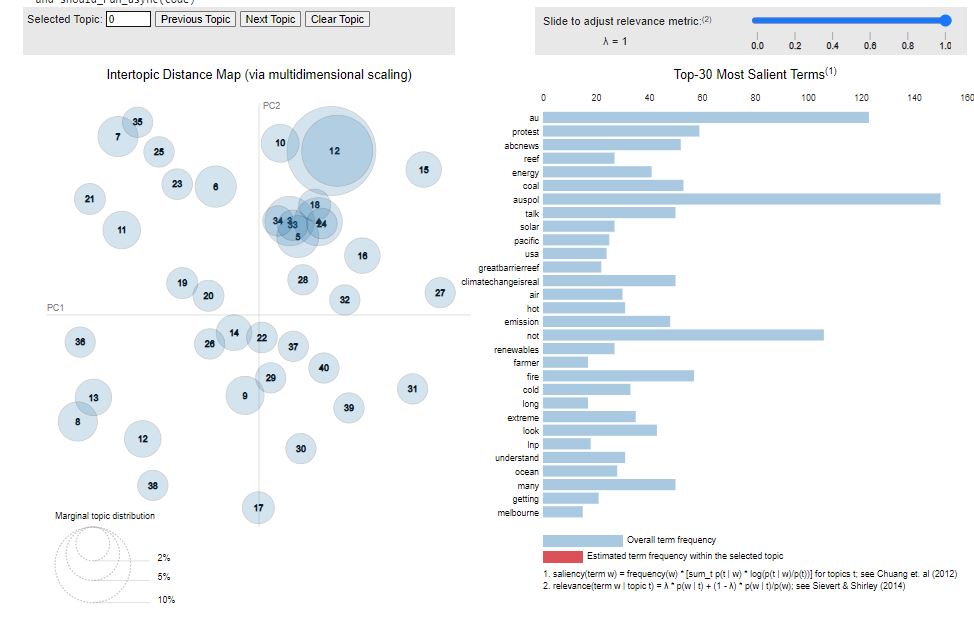 and should_run_async(code)
Selected Topic: 0 Previous Topic Next Topic Clear Topic
Slide to adjust relevance metric:(2)
λ = 1
0.0 0.2 0.4 0.6 0.8 1.0
Intertopic Distance Map (via multidimensional scaling)
PC2
PC1
35
7
25
10
12
15
23
6
21
11
18
34
33
24
5
16
19
20
28
32
27
36
26
14
22
37
40
29
9
31
39
13
8
12
30
38
17
Marginal topic distribution
2%
5%
10%
Top-30 Most Salient Terms(1)
0 20 40 60 80 100 120 140 160
au
protest
abcnews
reef
energy
coal
auspol
talk
solar
pacific
usa
greatbarrierreef
climatechangeisreal
air
hot
emission
not
renewables
farmer
fire
cold
long
extreme
look
lnp
understand
ocean
many
getting
melbourne
Overall term frequency
Estimated term frequency within the selected topic
1. saliency(term w) = frequency(w) * [sum_t p(t | w) * log(p(t | w)/p(t))] for topics t; see Chuang et. al (2012)
2. relevance(term w | topic t) = λ * p(w | t) + (1 - λ) * p(w | t)/p(w); see Sievert & Shirley (2014)